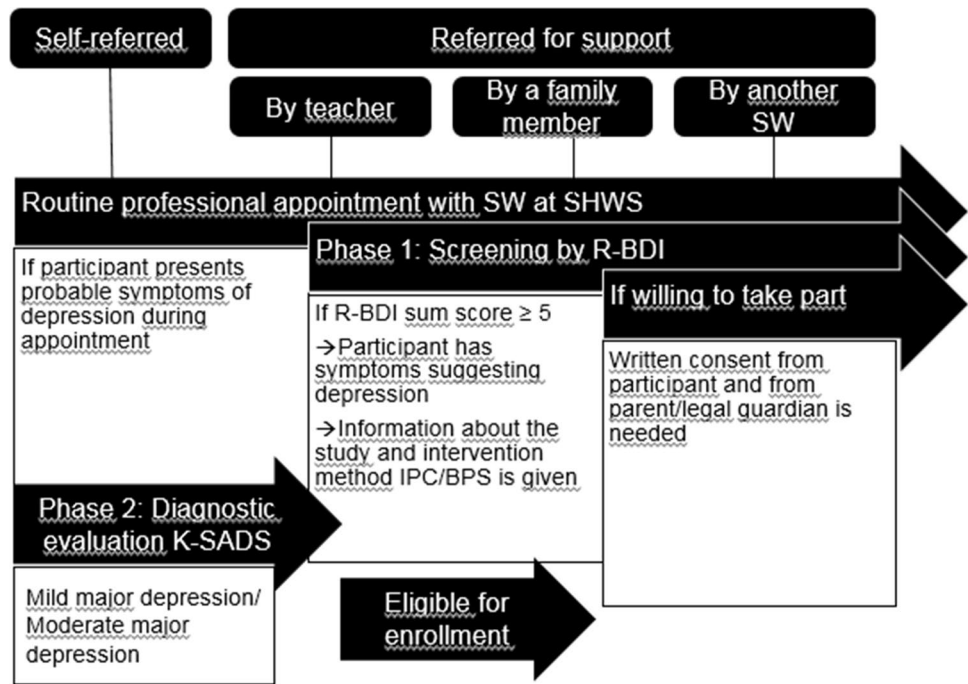 Self-referred
Referred for support
By teacher
By a family
member
By another
SW
Routine professional appointment with SW at SHWS
Phase 1: Screening by R-BDI
If willing to take part
If participant presents
probable symptoms of
depression during
appointment
If R-BDI sum score ≥ 5
→Participant has
symptoms suggesting
depression
→Information about the
study and intervention
method IPC/BPS is given
Written consent from
participant and from
parent/legal guardian is
needed
Phase 2: Diagnostic
evaluation K-SADS
Mild major depression/
Moderate major
depression
Eligible for
enrollment